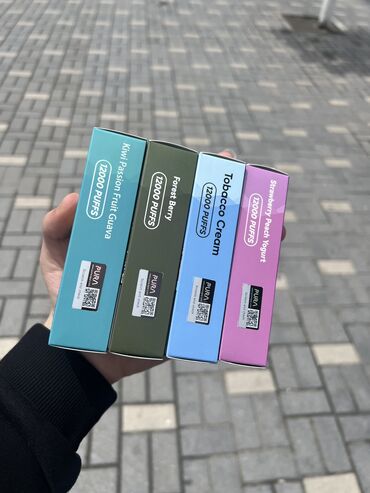 Kiwi Passion Fruit Guava
12000 PUFFS
PURA
Forest Berry
12000 PUFFS
PURA
Tobacco Cream
12000 PUFFS
PURA
Strawberry Peach Yogurt
12000 PUFFS
PURA